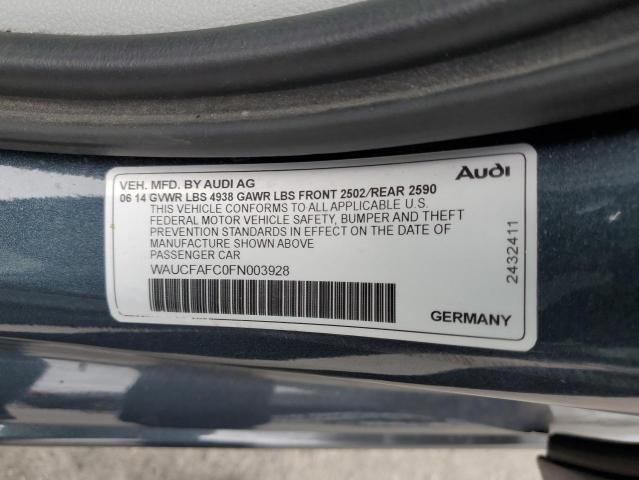 VEH. MFD. BY AUDI AG
Audi
06 14 GVWR LBS 4938 GAWR LBS FRONT 2502/REAR 2590
THIS VEHICLE CONFORMS TO ALL APPLICABLE U.S.
FEDERAL MOTOR VEHICLE SAFETY, BUMPER AND THEFT
PREVENTION STANDARDS IN EFFECT ON THE DATE OF
MANUFACTURE SHOWN ABOVE
PASSENGER CAR
WAUCFAFC0FN003928
2432411
GERMANY